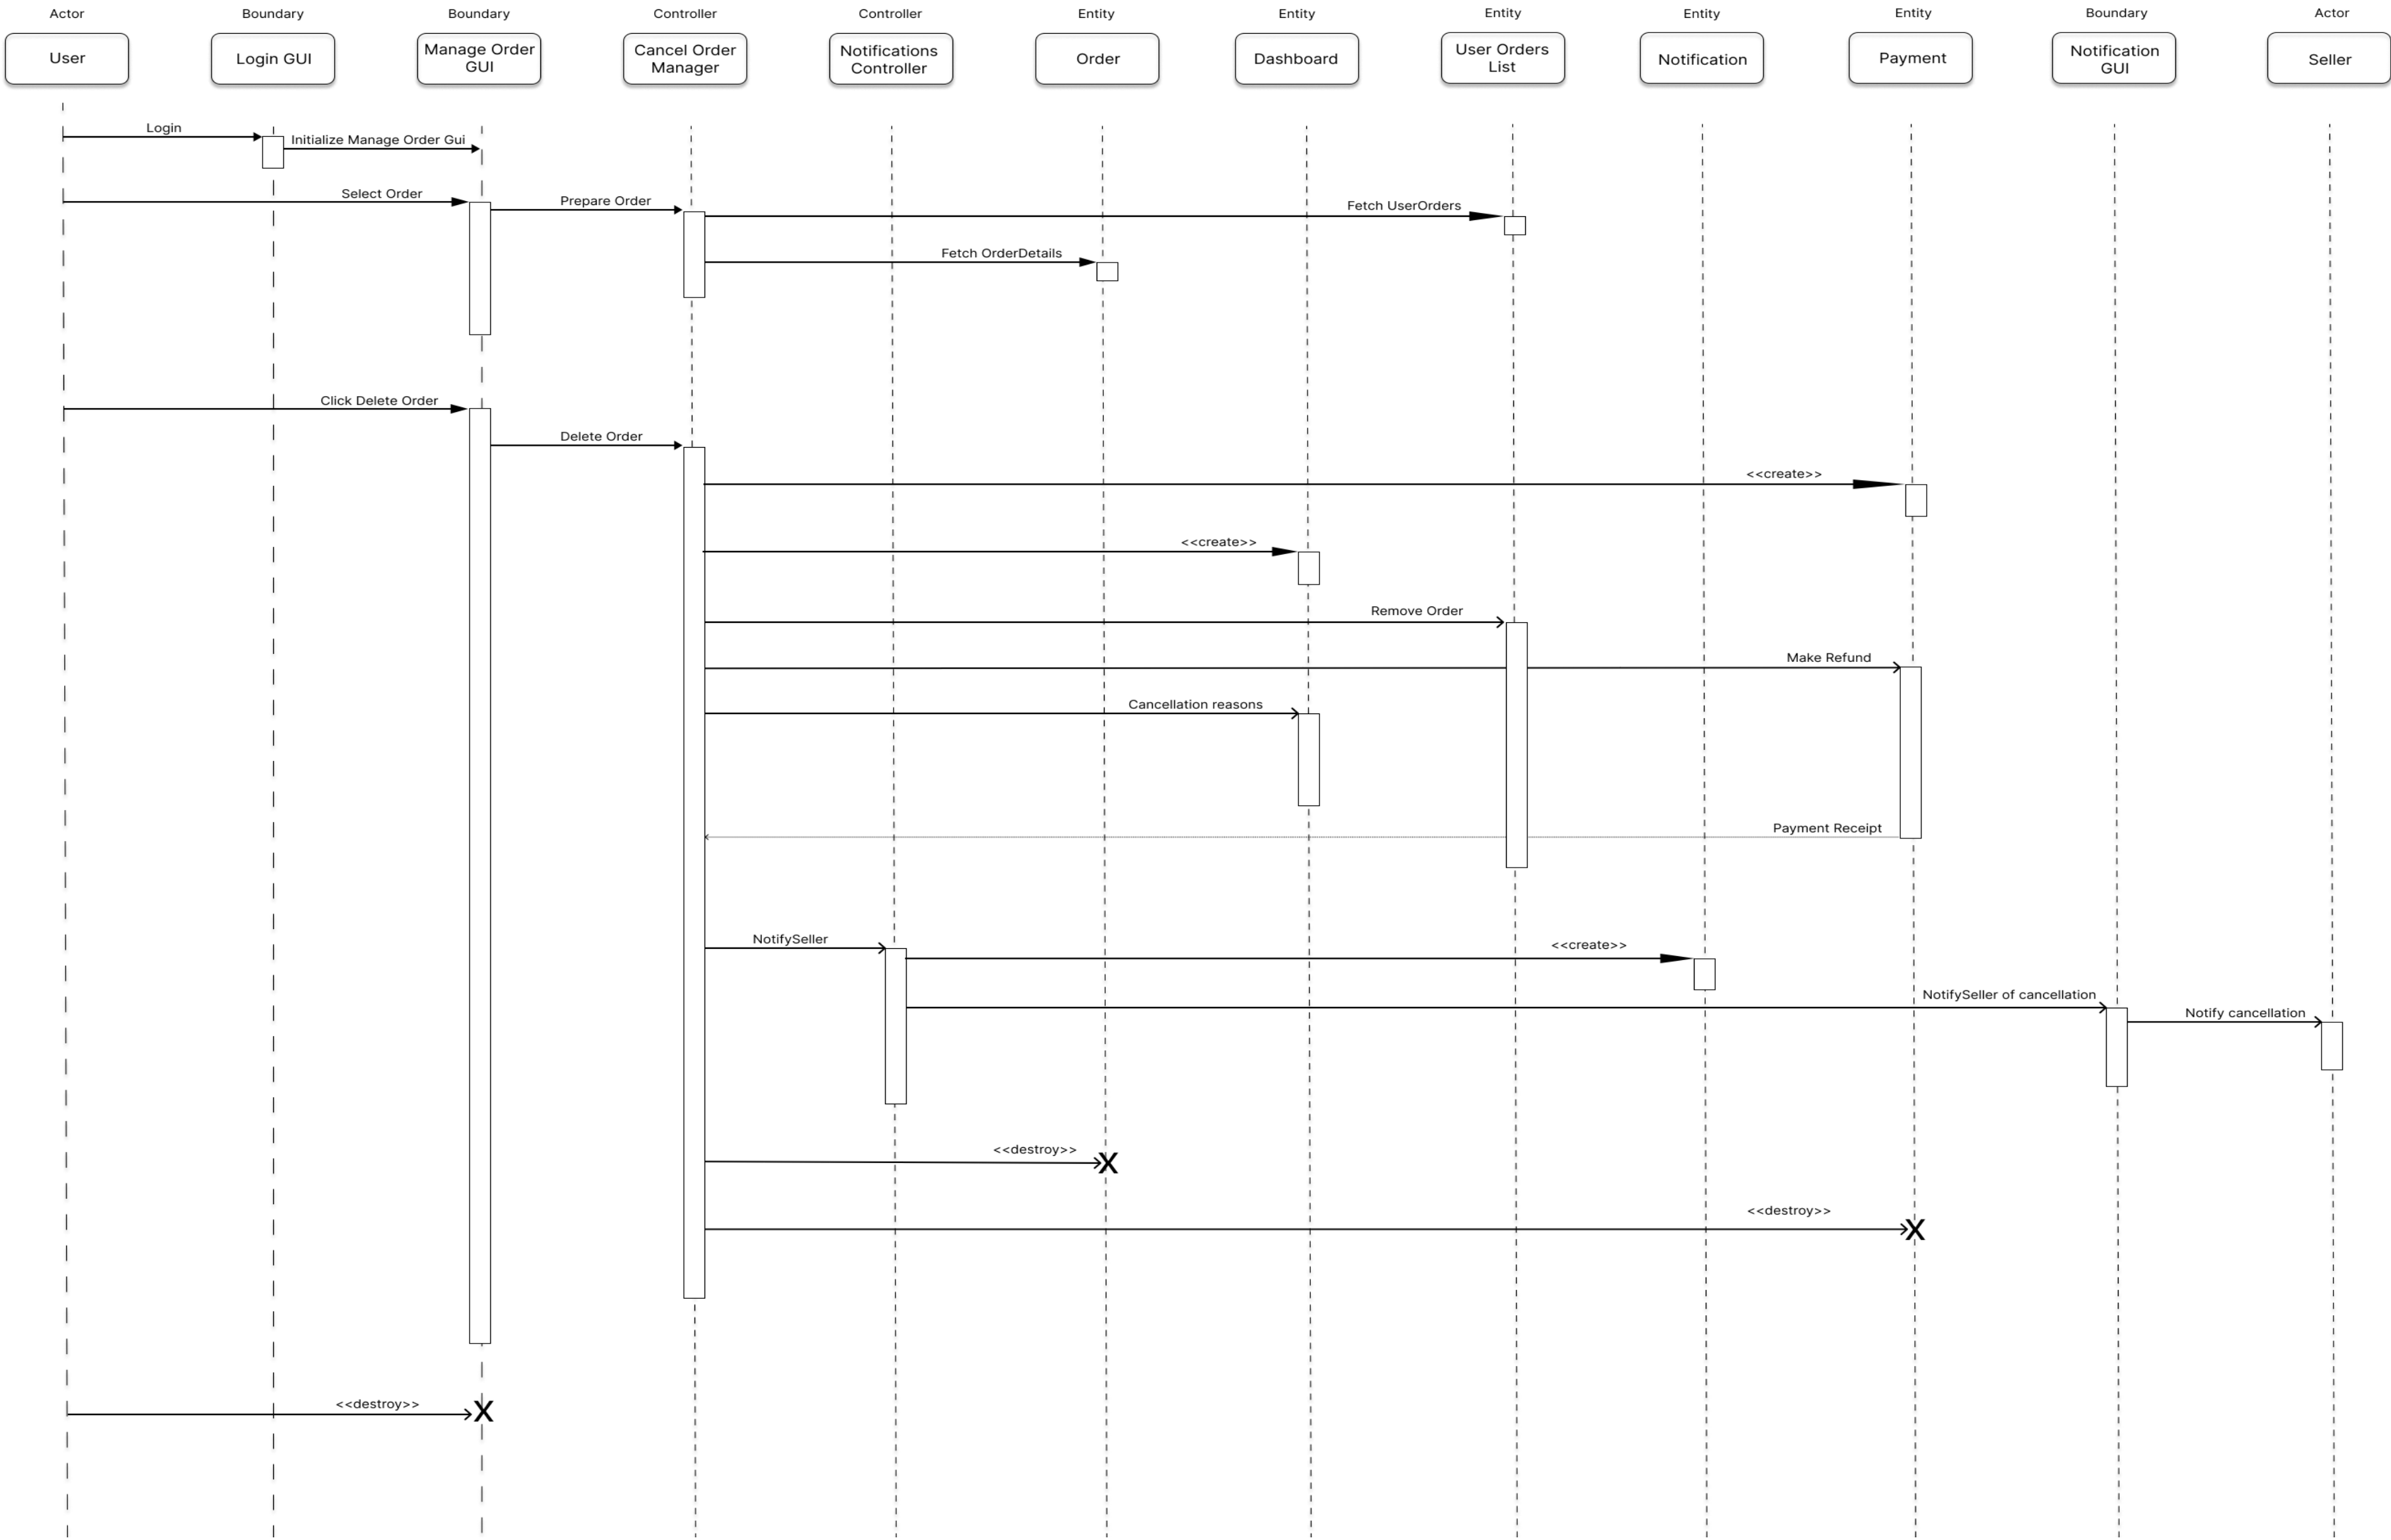 Actor
Boundary
Boundary
Controller
Controller
Entity
Entity
Entity
Entity
Entity
Boundary
Actor
User
Login GUI
Manage Order
GUI
Cancel Order
Manager
Notifications
Controller
Order
Dashboard
User Orders
List
Notification
Payment
Notification
GUI
Seller
Login
Initialize Manage Order Gui
Select Order
Prepare Order
Fetch UserOrders
Fetch OrderDetails
Click Delete Order
Delete Order
<<create>>
<<create>>
Remove Order
Make Refund
Cancellation reasons
Payment Receipt
NotifySeller
<<create>>
NotifySeller of cancellation
Notify cancellation
<<destroy>>
X
<<destroy>>
X
<<destroy>>
X